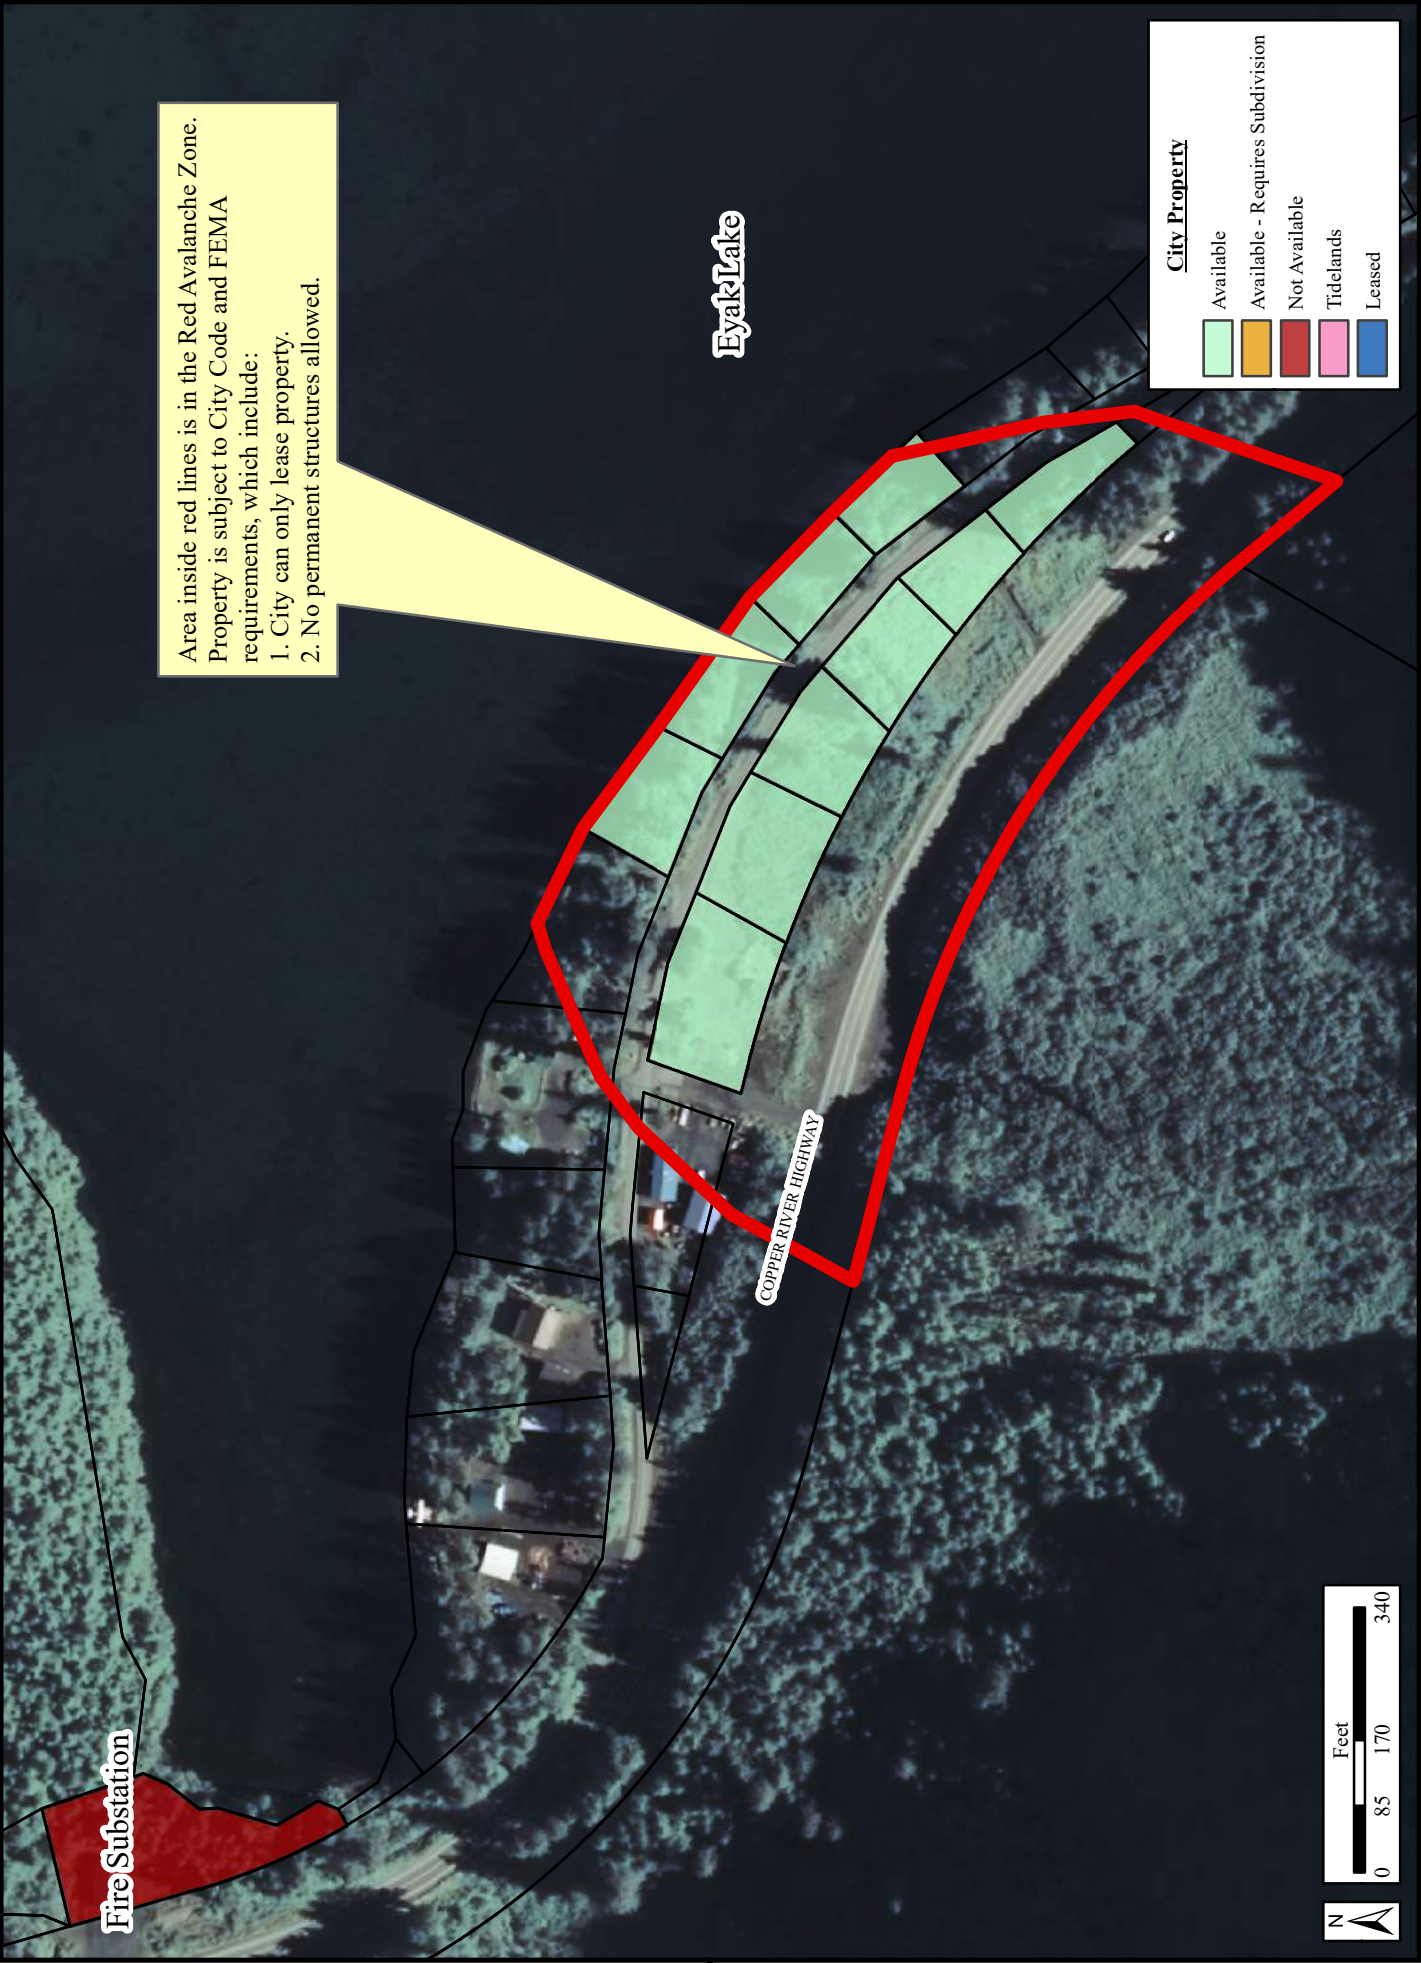 Area inside red lines is in the Red Avalanche Zone.
Property is subject to City Code and FEMA
requirements, which include:
1. City can only lease property.
2. No permanent structures allowed.
Eyak Lake
COPPER RIVER HIGHWAY
Fire Substation
City Property
Available
Available - Requires Subdivision
Not Available
Tidelands
Leased
N
Feet
0 85 170 340